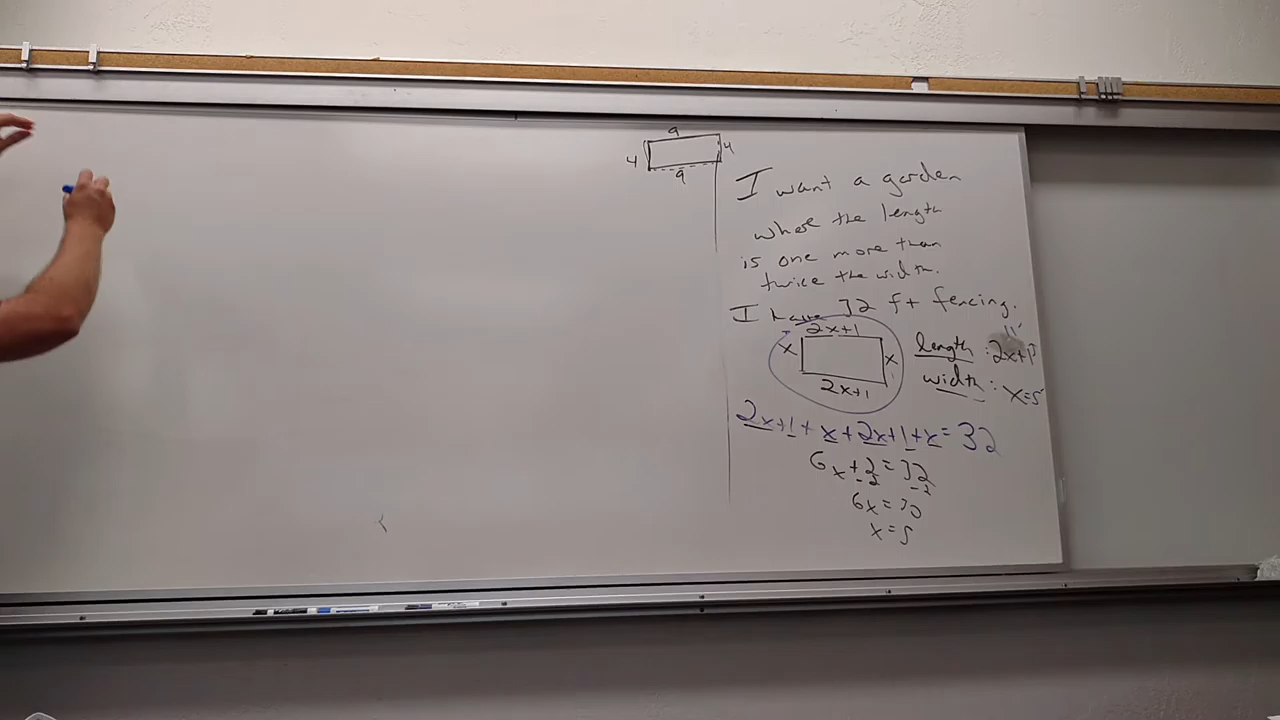 9
4 4
9
I want a garden
where the length
is one more than
twice the width.
I have 32 ft fencing.
2x+1
x x
2x+1
11'
length : 2x+1
width : x=5'
2x+1+x+2x+1+x=32
6x+2=32
-2 -2
6x=30
x=5